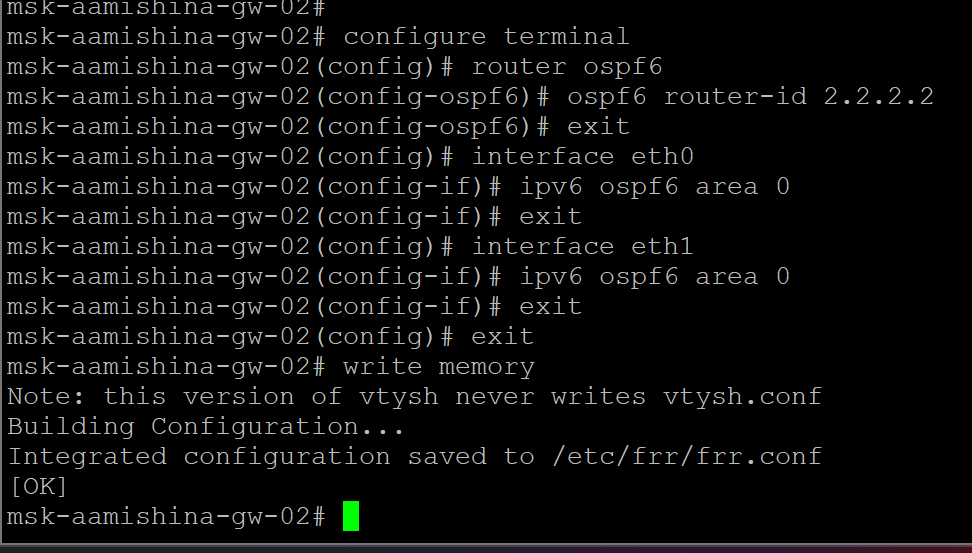 msk-aamishina-gw-02#
msk-aamishina-gw-02# configure terminal
msk-aamishina-gw-02(config)# router ospf6
msk-aamishina-gw-02(config-ospf6)# ospf6 router-id 2.2.2.2
msk-aamishina-gw-02(config-ospf6)# exit
msk-aamishina-gw-02(config)# interface eth0
msk-aamishina-gw-02(config-if)# ipv6 ospf6 area 0
msk-aamishina-gw-02(config-if)# exit
msk-aamishina-gw-02(config)# interface eth1
msk-aamishina-gw-02(config-if)# ipv6 ospf6 area 0
msk-aamishina-gw-02(config-if)# exit
msk-aamishina-gw-02(config)# exit
msk-aamishina-gw-02# write memory
Note: this version of vtysh never writes vtysh.conf
Building Configuration...
Integrated configuration saved to /etc/frr/frr.conf
[OK]
msk-aamishina-gw-02#